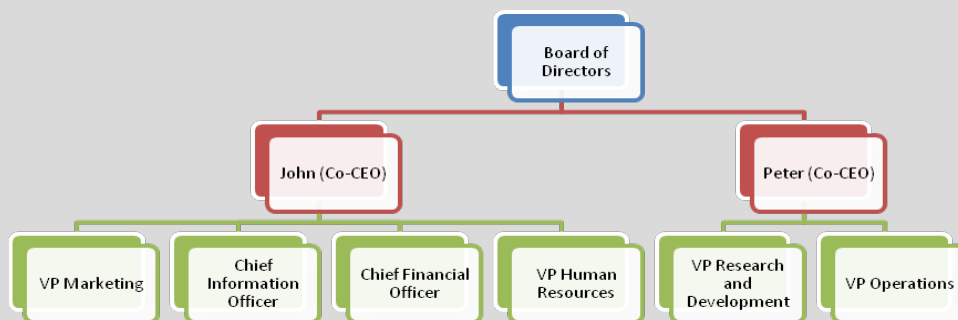 Board of
Directors
John (Co-CEO)
Peter (Co-CEO)
VP Marketing
Chief
Information
Officer
Chief Financial
Officer
VP Human
Resources
VP Research
and
Development
VP Operations